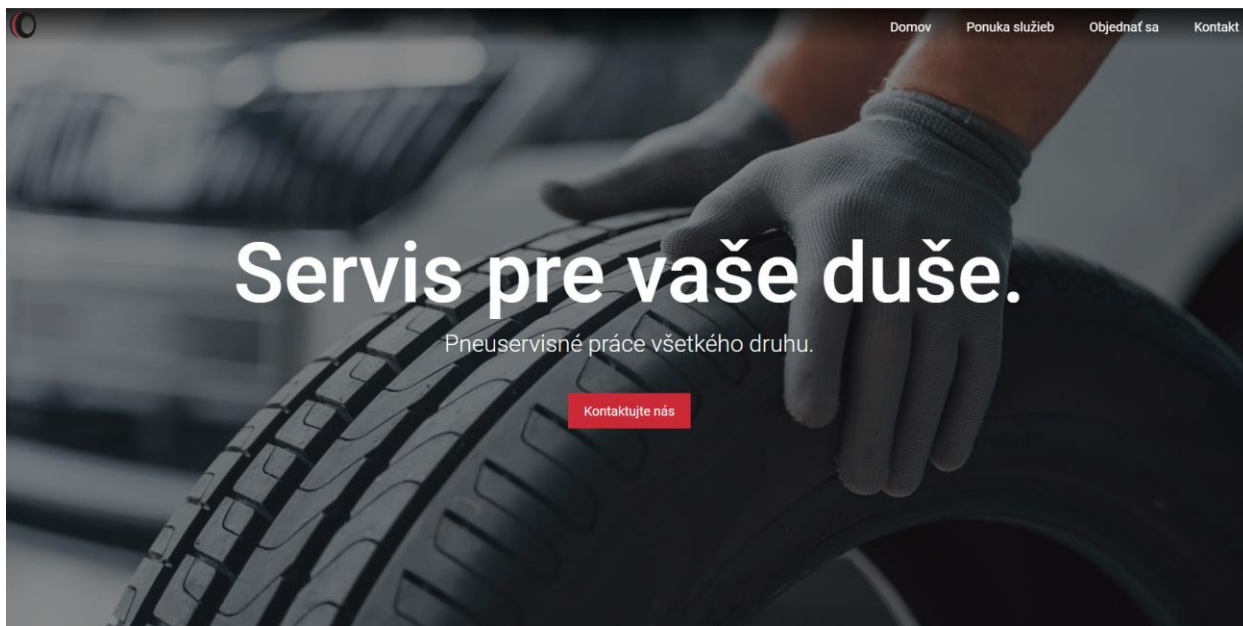 Domov
Ponuka služieb
Objednať sa
Kontakt
Servis pre vaše duše.
Pneuservisné práce všetkého druhu.
Kontaktujte nás